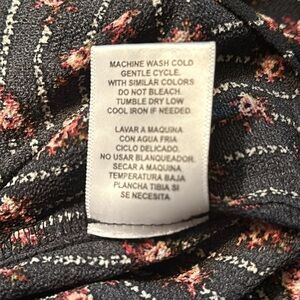 MACHINE WASH COLD
GENTLE CYCLE.
WITH SIMILAR COLORS
DO NOT BLEACH.
TUMBLE DRY LOW
COOL IRON IF NEEDED.
LAVAR A MAQUINA
CON AGUA FRIA
CICLO DELICADO.
NO USAR BLANQUEADOR.
SECAR A MAQUINA,
TEMPERATURA BAJA
PLANCHA TIBIA SI
SE NECESITA